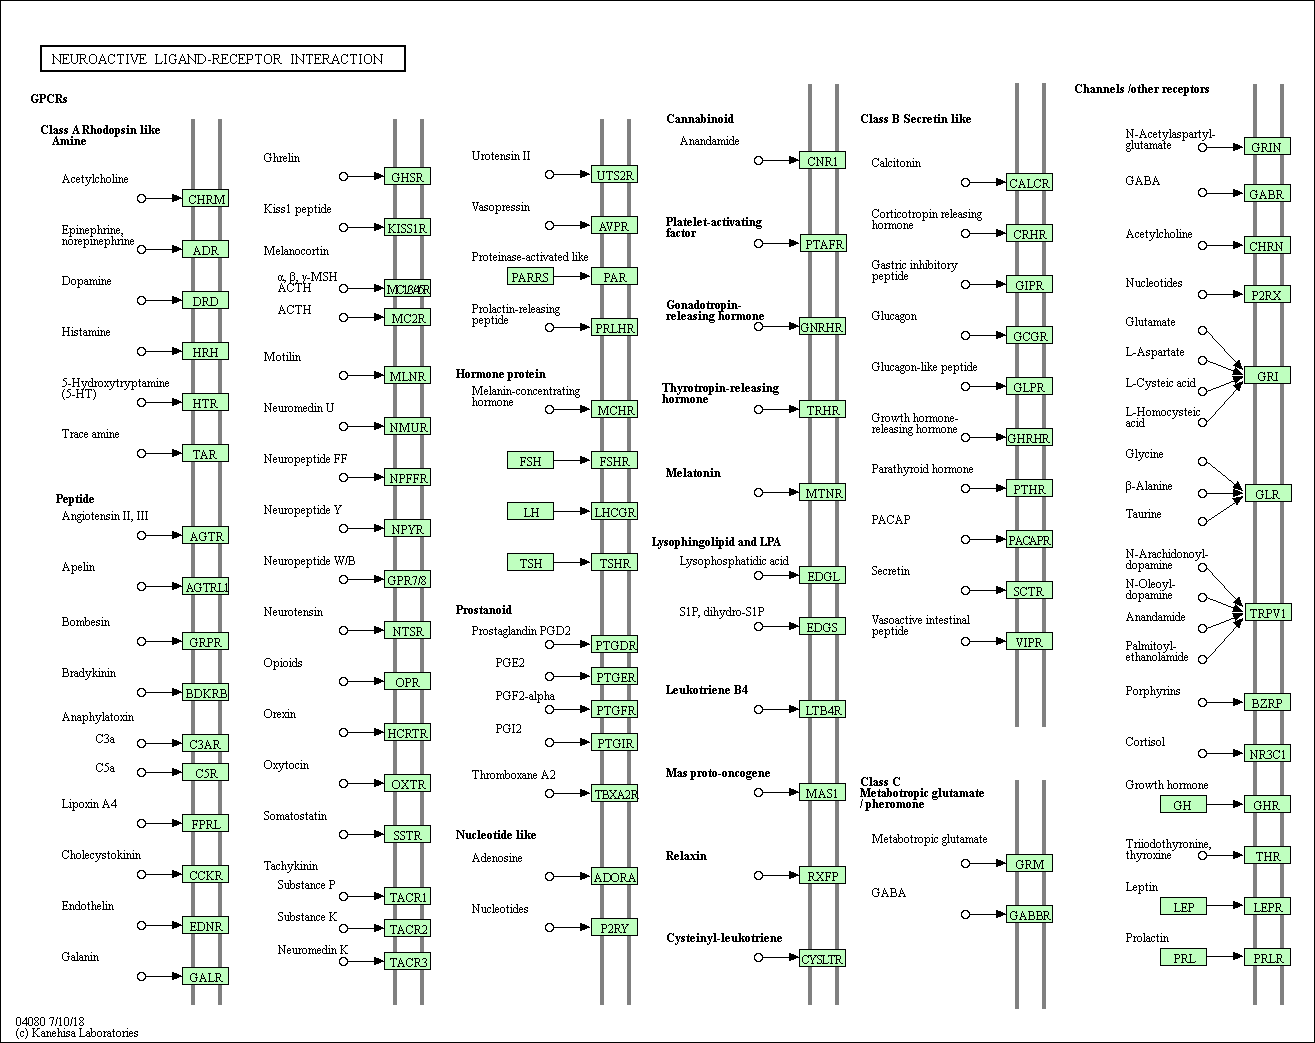 NEUROACTIVE LIGAND-RECEPTOR INTERACTION
GPCRs
Class A Rhodopsin like
Amine
Acetylcholine
CHRM
Epinephrine,
norepinephrine
ADR
Dopamine
DRD
Histamine
HRH
5-Hydroxytryptamine
(5-HT)
HTR
Trace amine
TAR
Peptide
Angiotensin II, III
AGTR
Apelin
AGTRL1
Bombesin
GRPR
Bradykinin
BDKRB
Anaphylatoxin
C3a
C3AR
C5a
C5R
Lipoxin A4
FPRL
Cholecystokinin
CCKR
Endothelin
EDNR
Galanin
GALR
Ghrelin
GHSR
Kiss1 peptide
KISS1R
Melanocortin
α, β, γ-MSH
ACTH
ACTH
MC2R
Motilin
MLNR
Neuromedin U
NMUR
Neuropeptide FF
NPFFR
Neuropeptide Y
NPYR
Neuropeptide W/B
GPR7/8
Neurotensin
NTSR
Opioids
OPR
Orexin
HCRTR
Oxytocin
OXTR
Somatostatin
SSTR
Tachykinin
Substance P
TACR1
Substance K
TACR2
Neuromedin K
TACR3
Urotensin II
UTS2R
Vasopressin
AVPR
Proteinase-activated like
PARRS PAR
Prolactin-releasing
peptide
PRLHR
Hormone protein
Melanin-concentrating
hormone
MCHR
FSH FSHR
LH LHCGR
TSH TSHR
Prostanoid
Prostaglandin PGD2
PTGDR
PGE2
PTGER
PGF2-alpha
PTGFR
PGI2
PTGIR
Thromboxane A2
TBXA2R
Nucleotide like
Adenosine
ADORA
Nucleotides
P2RY
Cannabinoid
Anandamide
CNR1
Platelet-activating
factor
PTAFR
Gonadotropin-
releasing hormone
GNRHR
Thyrotropin-releasing
hormone
TRHR
Melatonin
MTNR
Lysophingolipid and LPA
Lysophosphatidic acid
EDGL
S1P, dihydro-S1P
EDGS
Leukotriene B4
LTB4R
Mas proto-oncogene
MAS1
Relaxin
RXFP
Cysteinyl-leukotriene
CYSLTR
Class B Secretin like
Calcitonin
CALCR
Corticotropin releasing
hormone
CRHR
Gastric inhibitory
peptide
GIPR
Glucagon
GCGR
Glucagon-like peptide
GLPR
Growth hormone-
releasing hormone
GHRHR
Parathyroid hormone
PTHR
PACAP
PACAPR
Secretin
SCTR
Vasoactive intestinal
peptide
VIPR
Class C
Metabotropic glutamate
/ pheromone
Metabotropic glutamate
GRM
GABA
GABBR
Channels /other receptors
N-Acetylaspartyl-
glutamate
GRIN
GABA
GABR
Acetylcholine
CHRN
Nucleotides
P2RX
Glutamate
L-Aspartate
GRI
L-Cysteic acid
L-Homocysteic
acid
Glycine
β-Alanine
GLR
Taurine
N-Arachidonoyl-
dopamine
N-Oleoyl-
dopamine
TRPV1
Anandamide
Palmitoyl-
ethanolamide
Porphyrins
BZRP
Cortisol
NR3C1
Growth hormone
GH GHR
Triiodothyronine,
thyroxine
THR
Leptin
LEP LEPR
Prolactin
PRL PRLR
04080 7/10/18
(c) Kanehisa Laboratories